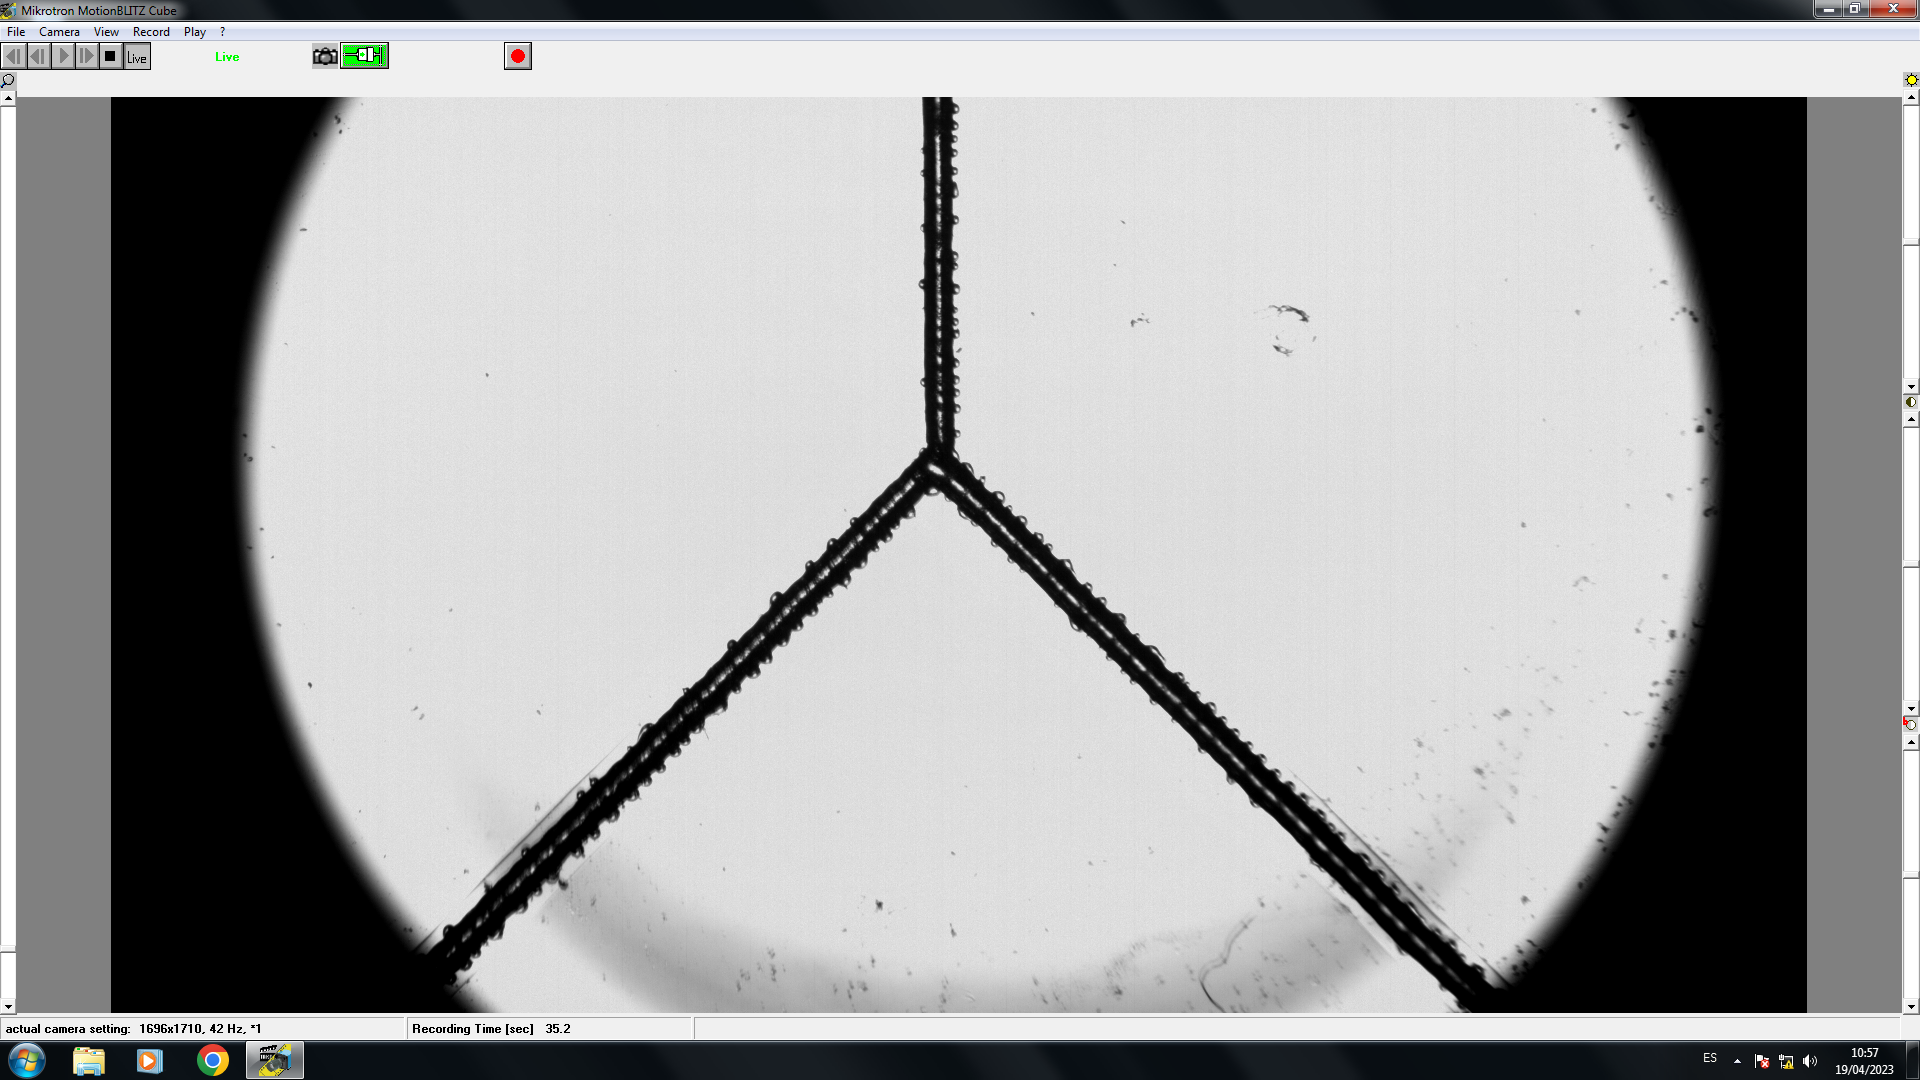 Mikrotron MotionBLITZ Cube
File Camera View Record Play ?
Live Live
actual camera setting: 1696x1710, 42 Hz, *1 Recording Time [sec] 35.2
ES 10:57
19/04/2023